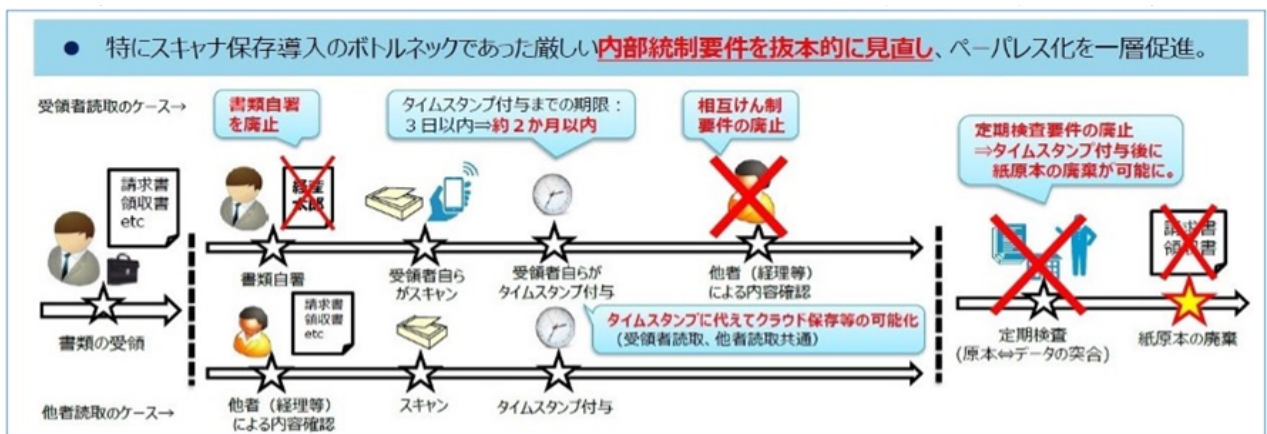 ● 特にスキャナ保存導入のボトルネックであった厳しい内部統制要件を抜本的に見直し、ペーパレス化を一層促進。
受領者読取のケース→
書類自署
を廃止
タイムスタンプ付与までの期限：
３日以内⇒約２か月以内
相互けん制
要件の廃止
定期検査要件の廃止
⇒タイムスタンプ付与後に
紙原本の廃棄が可能に。
請求書
領収書
etc
経産
太郎
請求書
領収書
書類自署
受領者自ら
がスキャン
受領者自らが
タイムスタンプ付与
他者（経理等）
による内容確認
書類の受領
請求書
領収書
etc
タイムスタンプに代えてクラウド保存等の可能化
(受領者読取、他者読取共通)
定期検査
(原本⇔データの突合)
紙原本の廃棄
他者読取のケース→
他者（経理等）
による内容確認
スキャン
タイムスタンプ付与